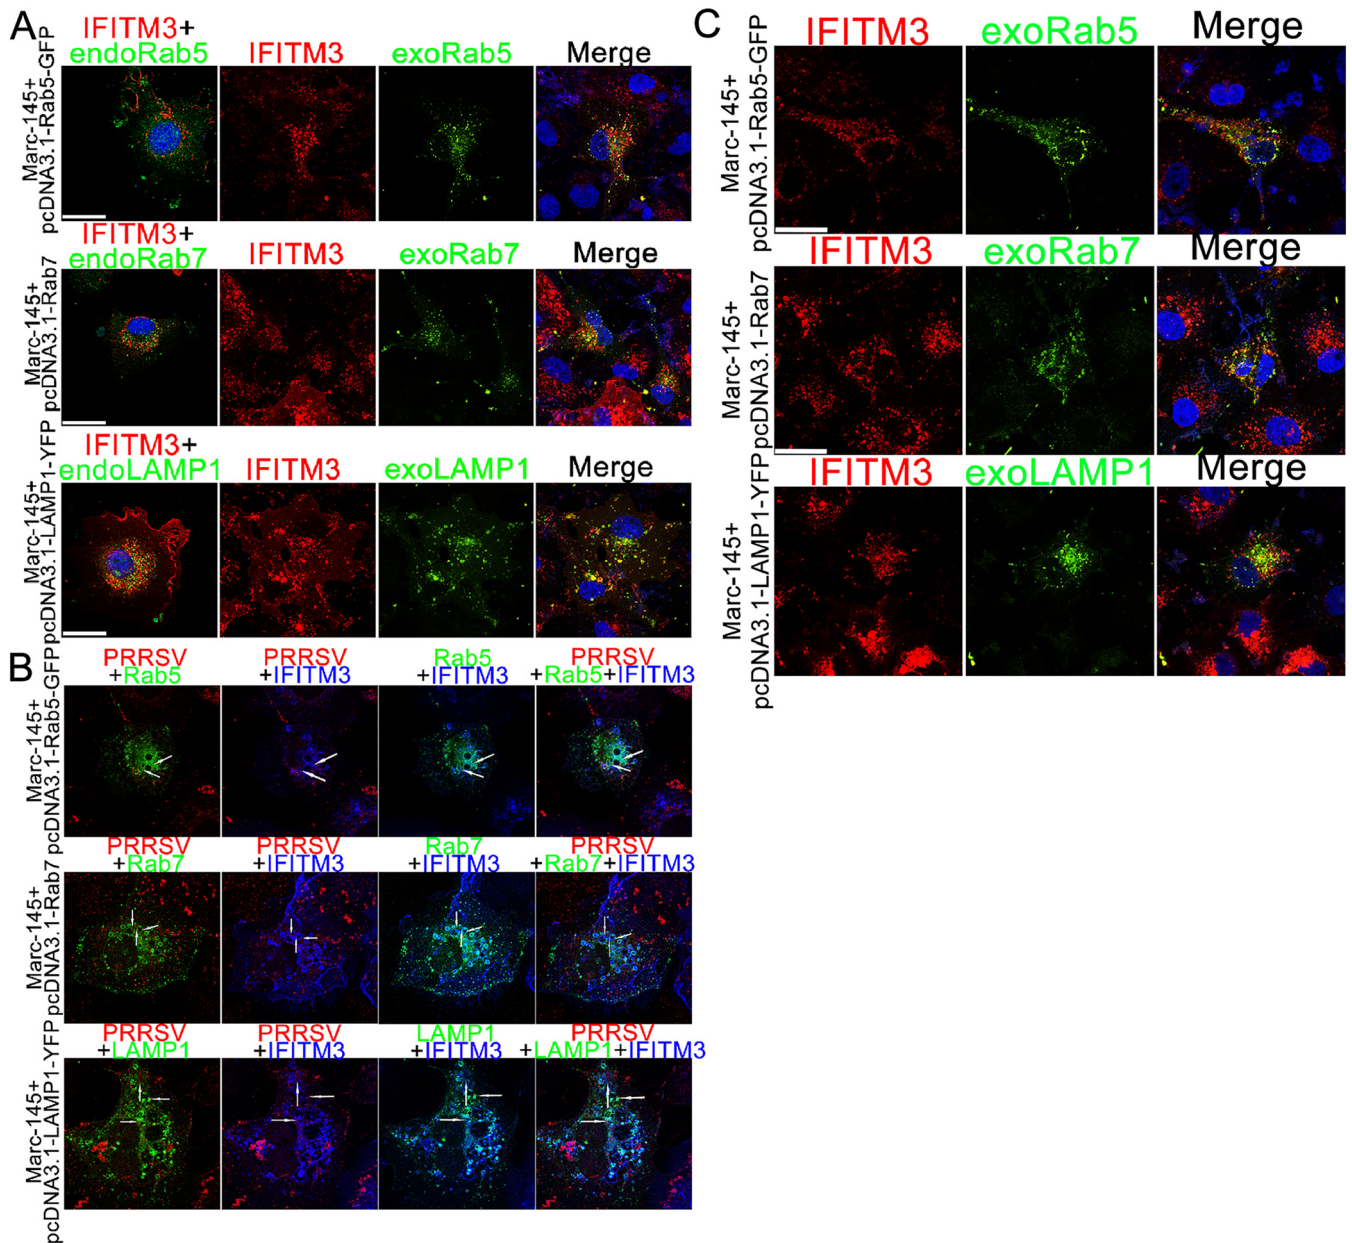 A
IFITM3+
endoRab5 IFITM3 exoRab5 Merge
Marc-145+
pcDNA3.1-Rab5-GFP
IFITM3+
endoRab7 IFITM3 exoRab7 Merge
Marc-145+
pcDNA3.1-Rab7
IFITM3+
endoLAMP1 IFITM3 exoLAMP1 Merge
Marc-145+
pcDNA3.1-LAMP1-YFP
B
PRRSV PRRSV Rab5 PRRSV
+Rab5 +IFITM3 +IFITM3 +Rab5+IFITM3
Marc-145+
pcDNA3.1-Rab5-GFP
PRRSV PRRSV Rab7 PRRSV
+Rab7 +IFITM3 +IFITM3 +Rab7+IFITM3
Marc-145+
pcDNA3.1-Rab7
PRRSV PRRSV LAMP1 PRRSV
+LAMP1 +IFITM3 +IFITM3 +LAMP1+IFITM3
Marc-145+
pcDNA3.1-LAMP1-YFP
C
IFITM3 exoRab5 Merge
Marc-145+
pcDNA3.1-Rab5-GFP
IFITM3 exoRab7 Merge
Marc-145+
pcDNA3.1-Rab7
IFITM3 exoLAMP1 Merge
Marc-145+
pcDNA3.1-LAMP1-YFP